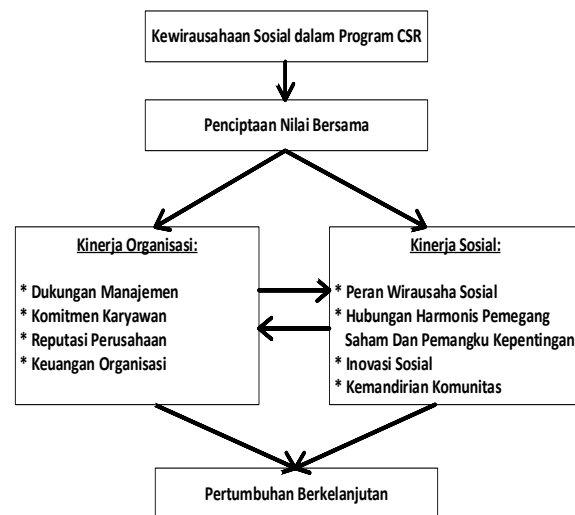 Kewirausahaan Sosial dalam Program CSR
Penciptaan Nilai Bersama
Kinerja Organisasi:
* Dukungan Manajemen
* Komitmen Karyawan
* Reputasi Perusahaan
* Keuangan Organisasi
Kinerja Sosial:
* Peran Wirausaha Sosial
* Hubungan Harmonis Pemegang
Saham Dan Pemangku Kepentingan
* Inovasi Sosial
* Kemandirian Komunitas
Pertumbuhan Berkelanjutan